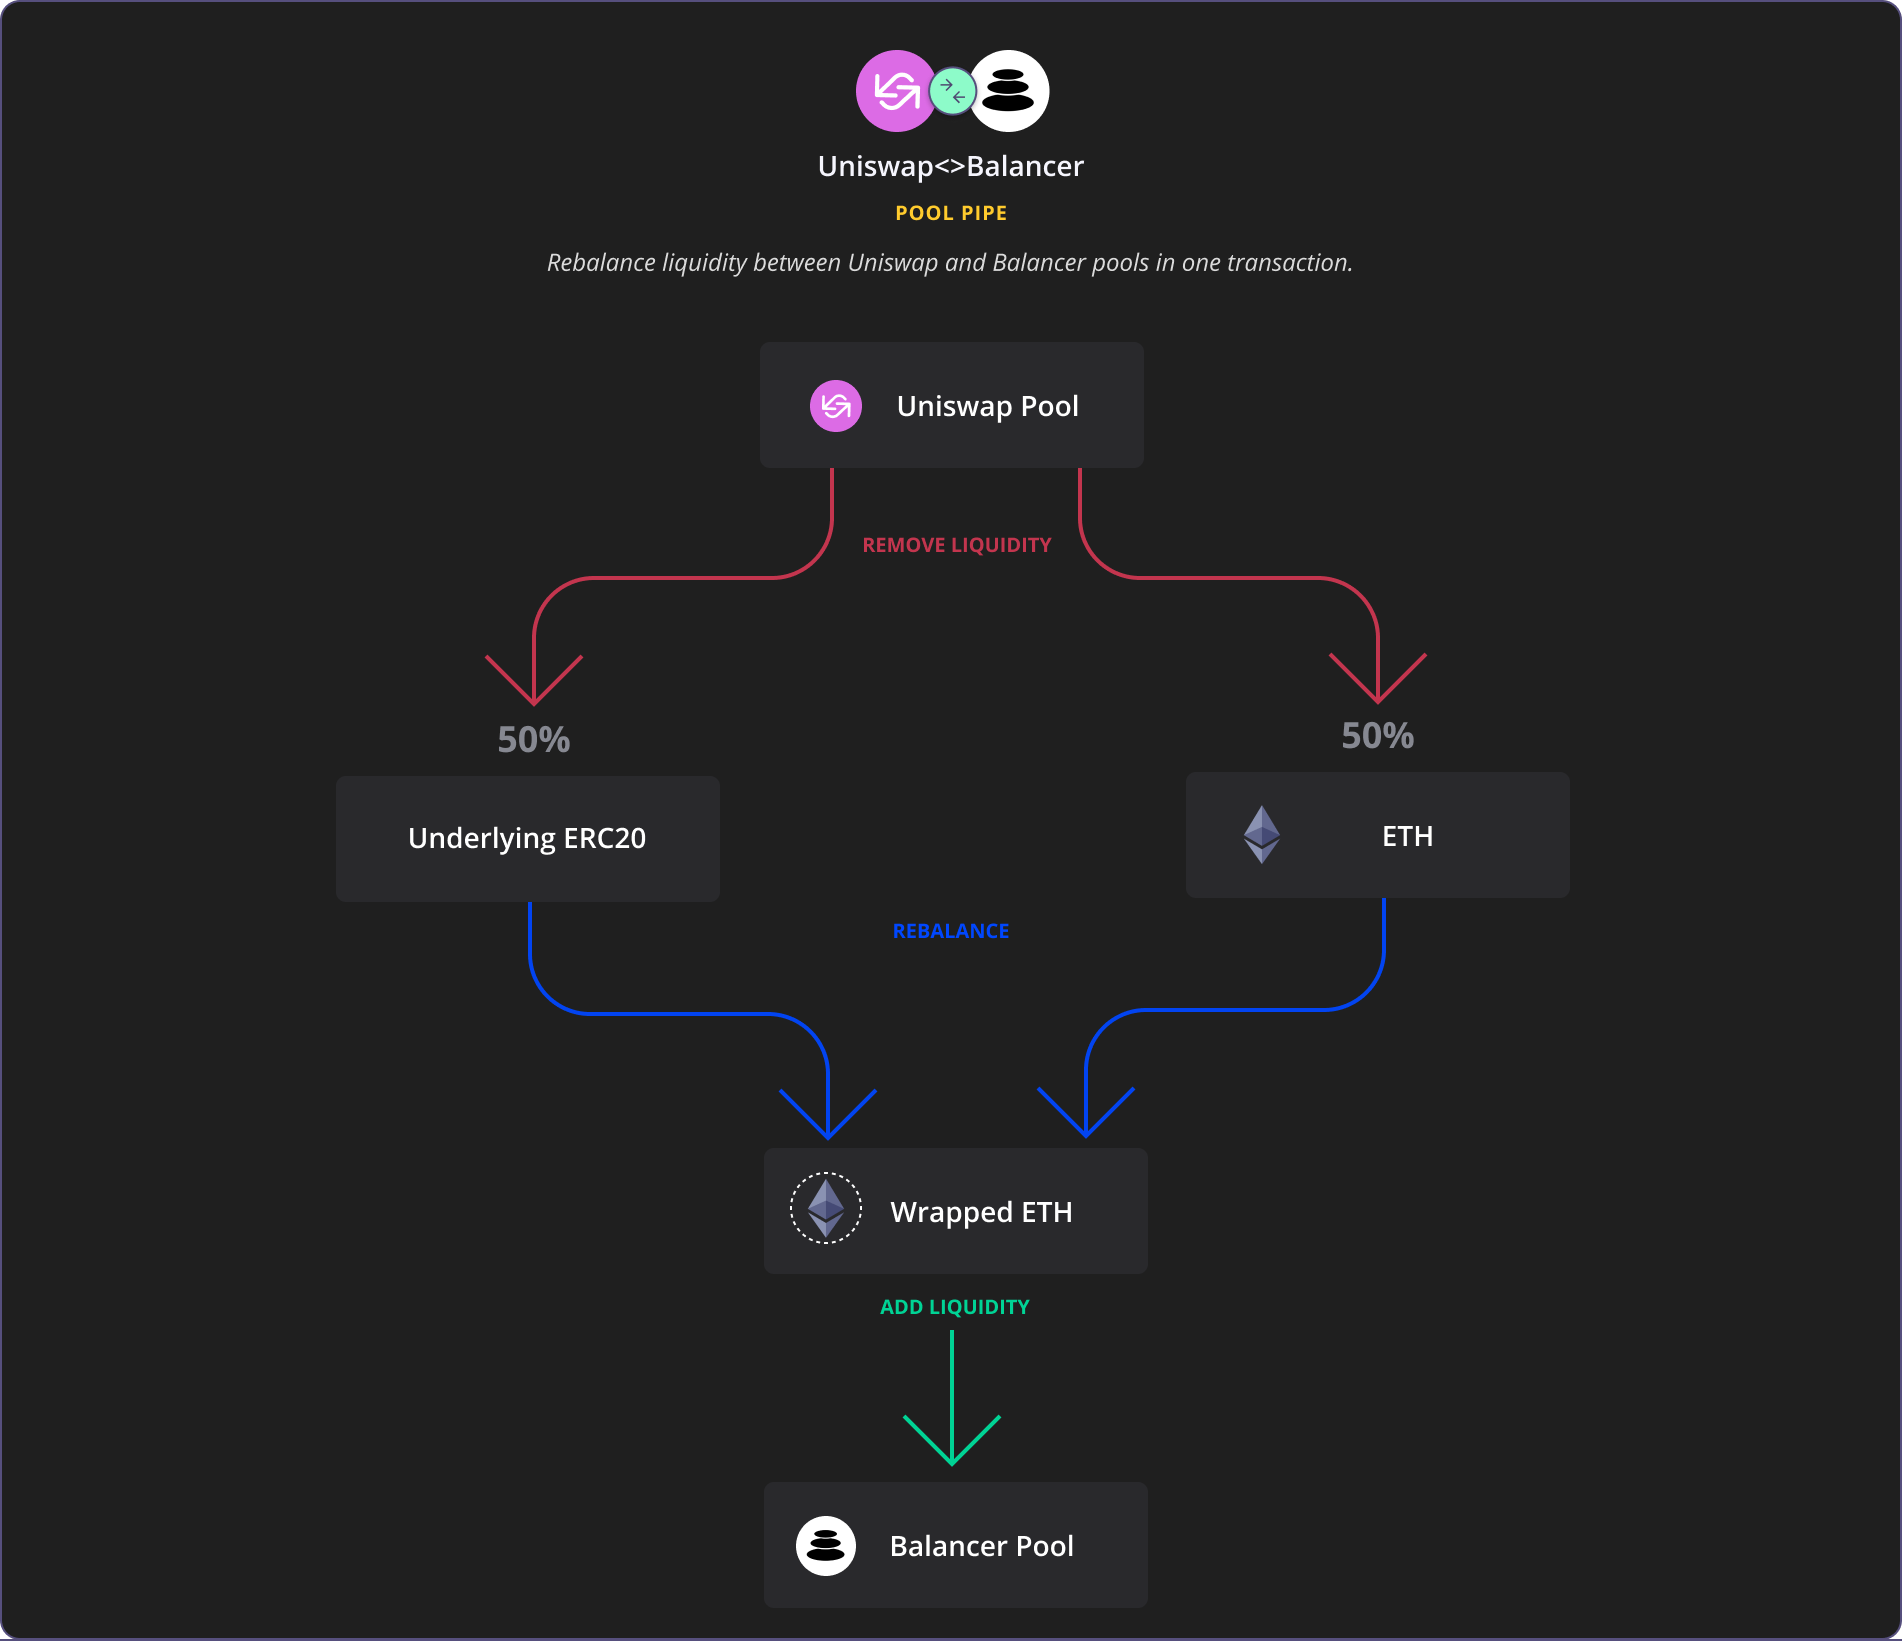 Uniswap<>Balancer
POOL PIPE
Rebalance liquidity between Uniswap and Balancer pools in one transaction.
Uniswap Pool
REMOVE LIQUIDITY
50%
50%
Underlying ERC20
ETH
REBALANCE
Wrapped ETH
ADD LIQUIDITY
Balancer Pool